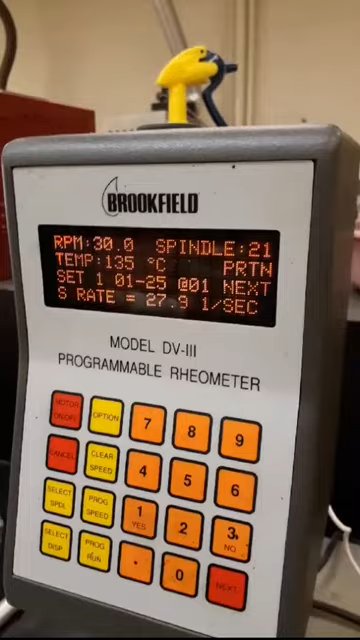 BROOKFIELD
RPM:30.0 SPINDLE:21
TEMP:135 °C PRTN
SET 1 01-25 @01 NEXT
S RATE = 27.9 1/SEC
MODEL DV-III
PROGRAMMABLE RHEOMETER
MOTOR ON/OFF
OPTION
7
8
9
CANCEL
CLEAR SPEED
4
5
6
SELECT SPDL
PROG SPEED
1 YES
2
3 NO
SELECT DISP
PROG RUN
.
0
NEXT